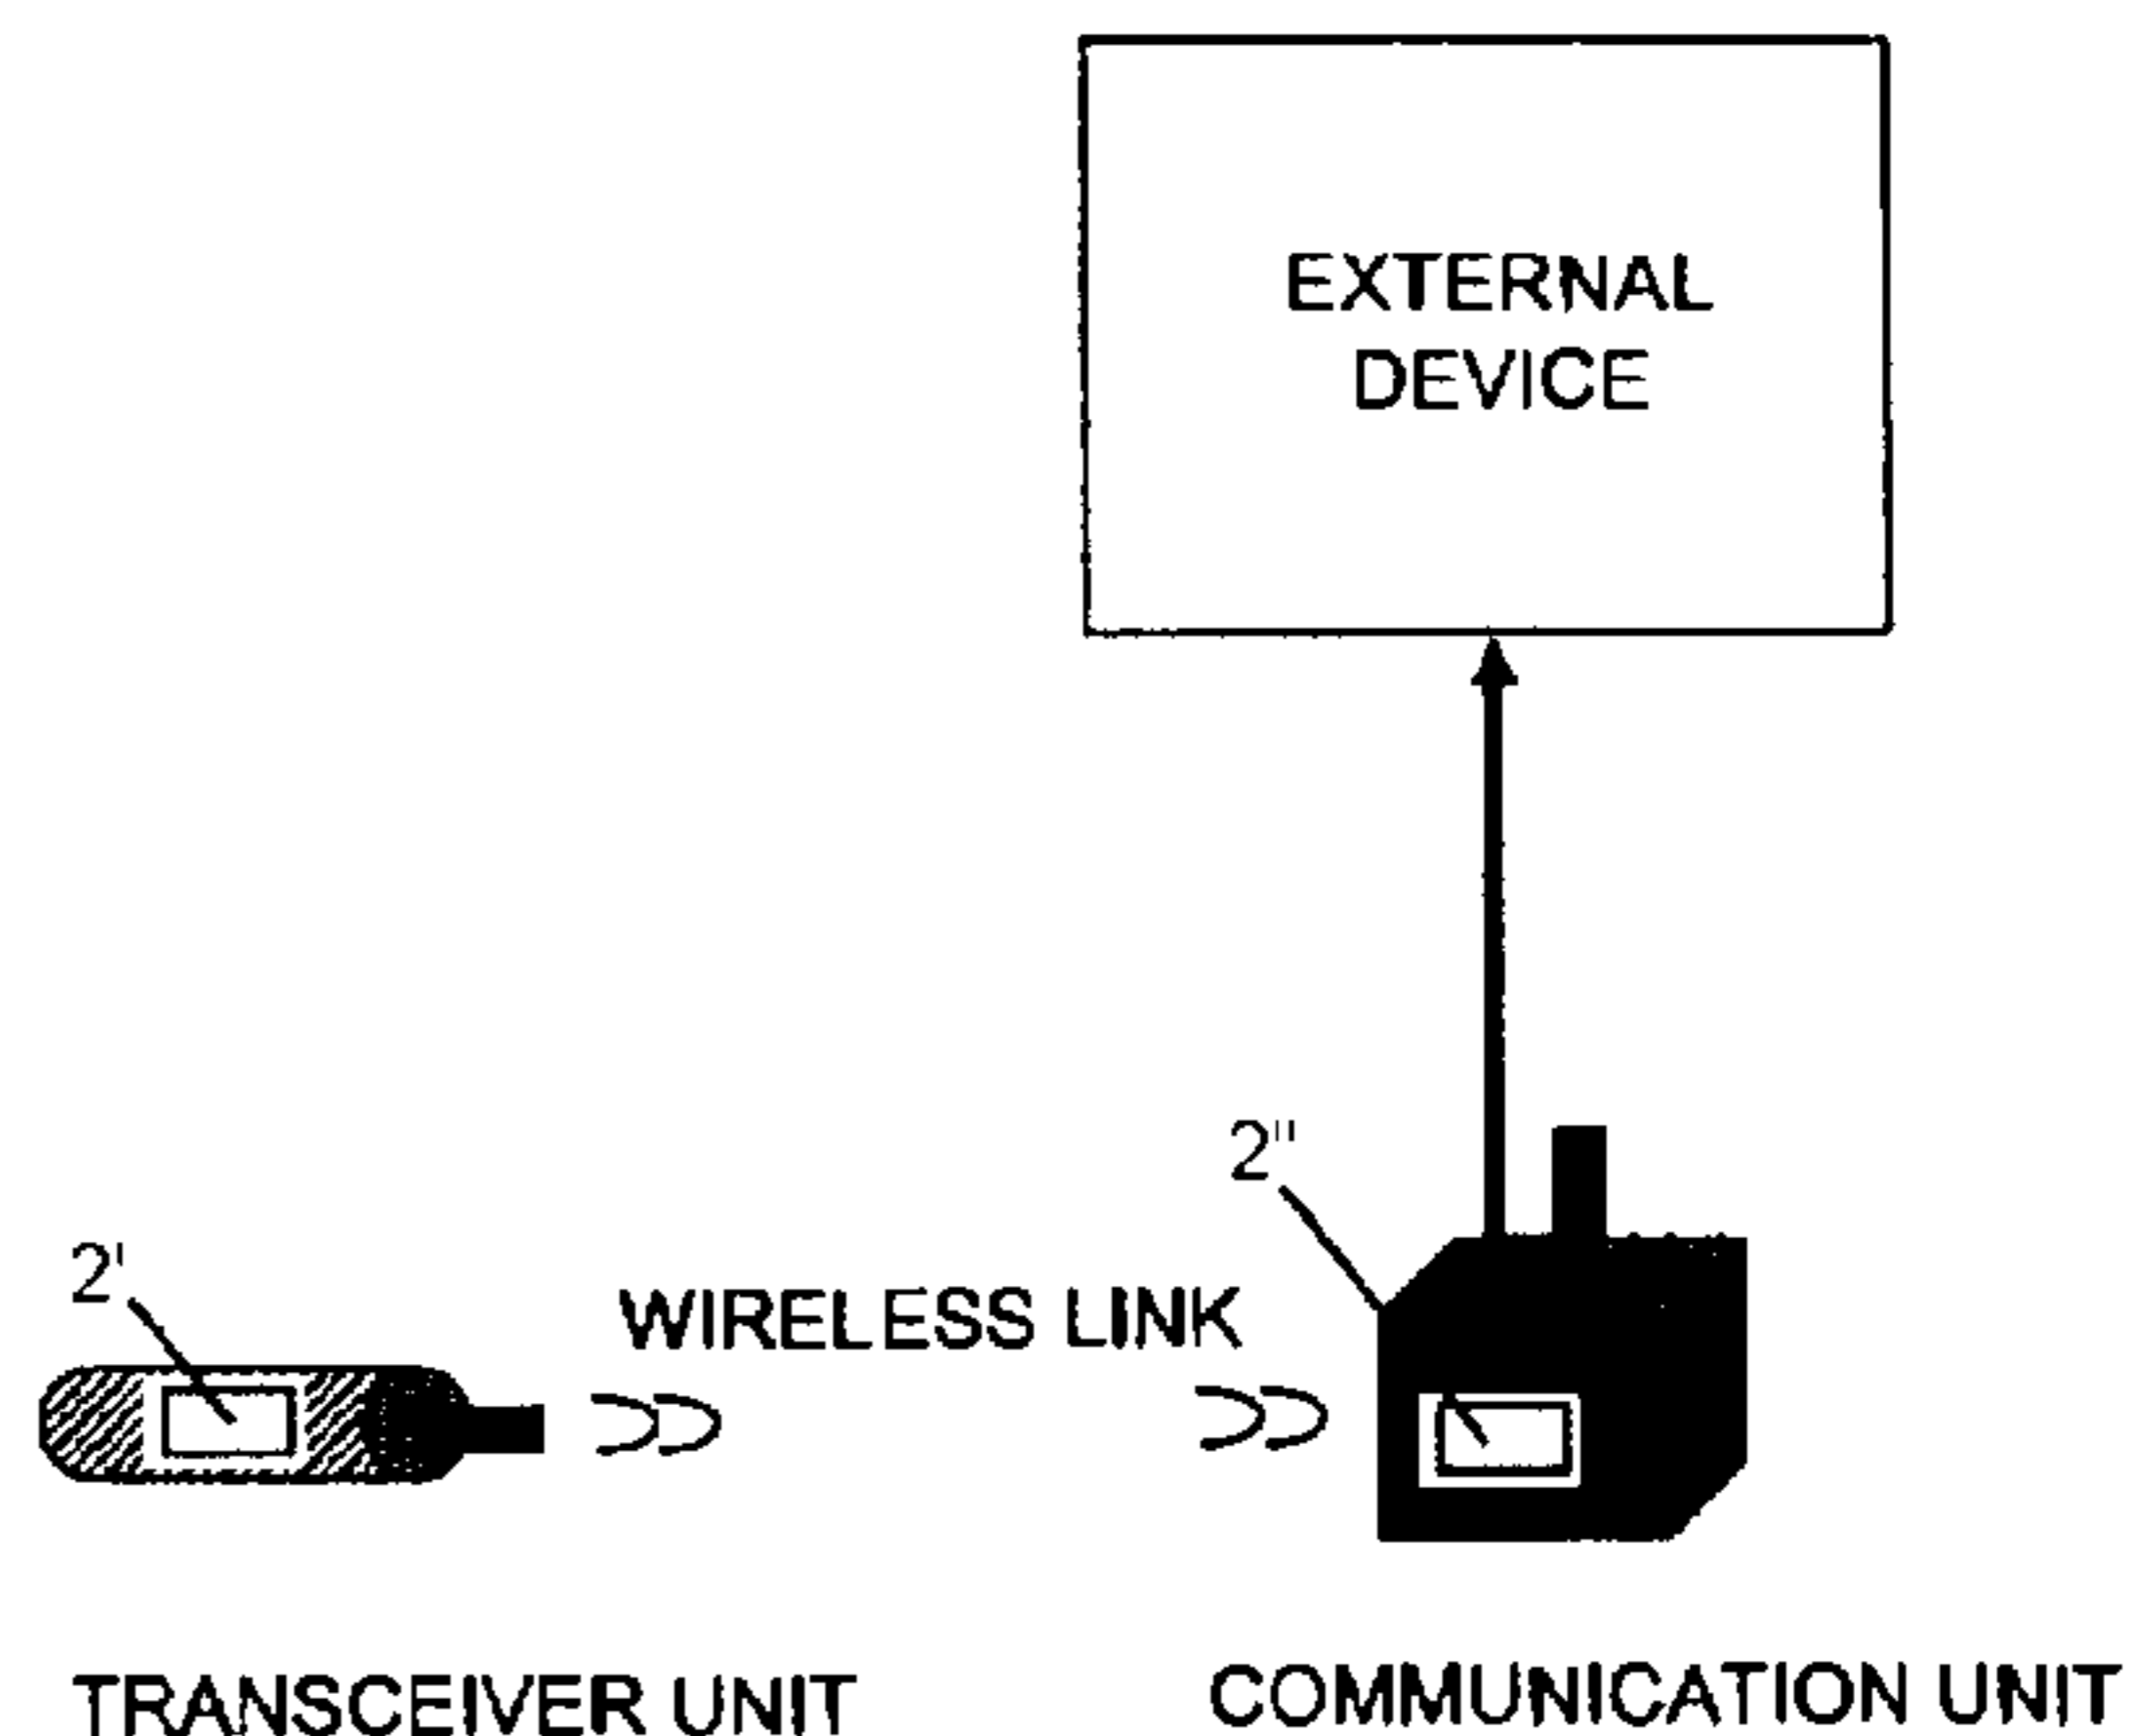 EXTERNAL
DEVICE
2"
2'
WIRELESS LINK
TRANSCEIVER UNIT
COMMUNICATION UNIT